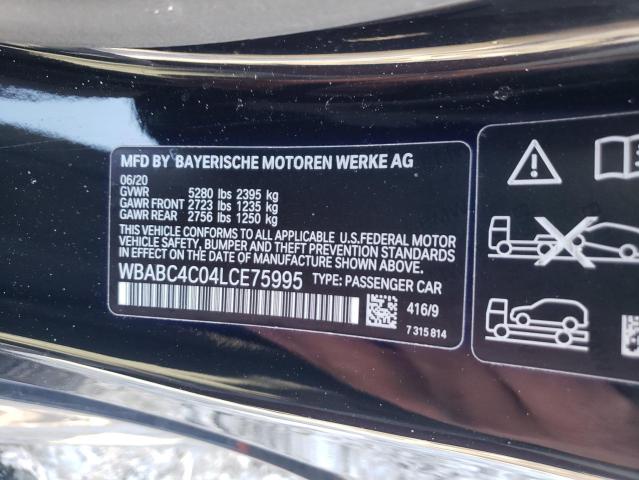 MFD BY BAYERISCHE MOTOREN WERKE AG
06/20
GVWR 5280 lbs 2395 kg
GAWR FRONT 2723 lbs 1235 kg
GAWR REAR 2756 lbs 1250 kg
THIS VEHICLE CONFORMS TO ALL APPLICABLE U.S.FEDERAL MOTOR
VEHICLE SAFETY, BUMPER AND THEFT PREVENTION STANDARDS
IN EFFECT ON THE DATE OF MANUFACTURE SHOWN ABOVE.
WBABC4C04LCE75995 TYPE: PASSENGER CAR
416/9
7 315 814